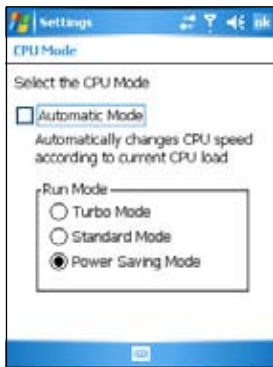 Settings
ok
CPU Mode
Select the CPU Mode
Automatic Mode
Automatically changes CPU speed
according to current CPU load
Run Mode
Turbo Mode
Standard Mode
Power Saving Mode